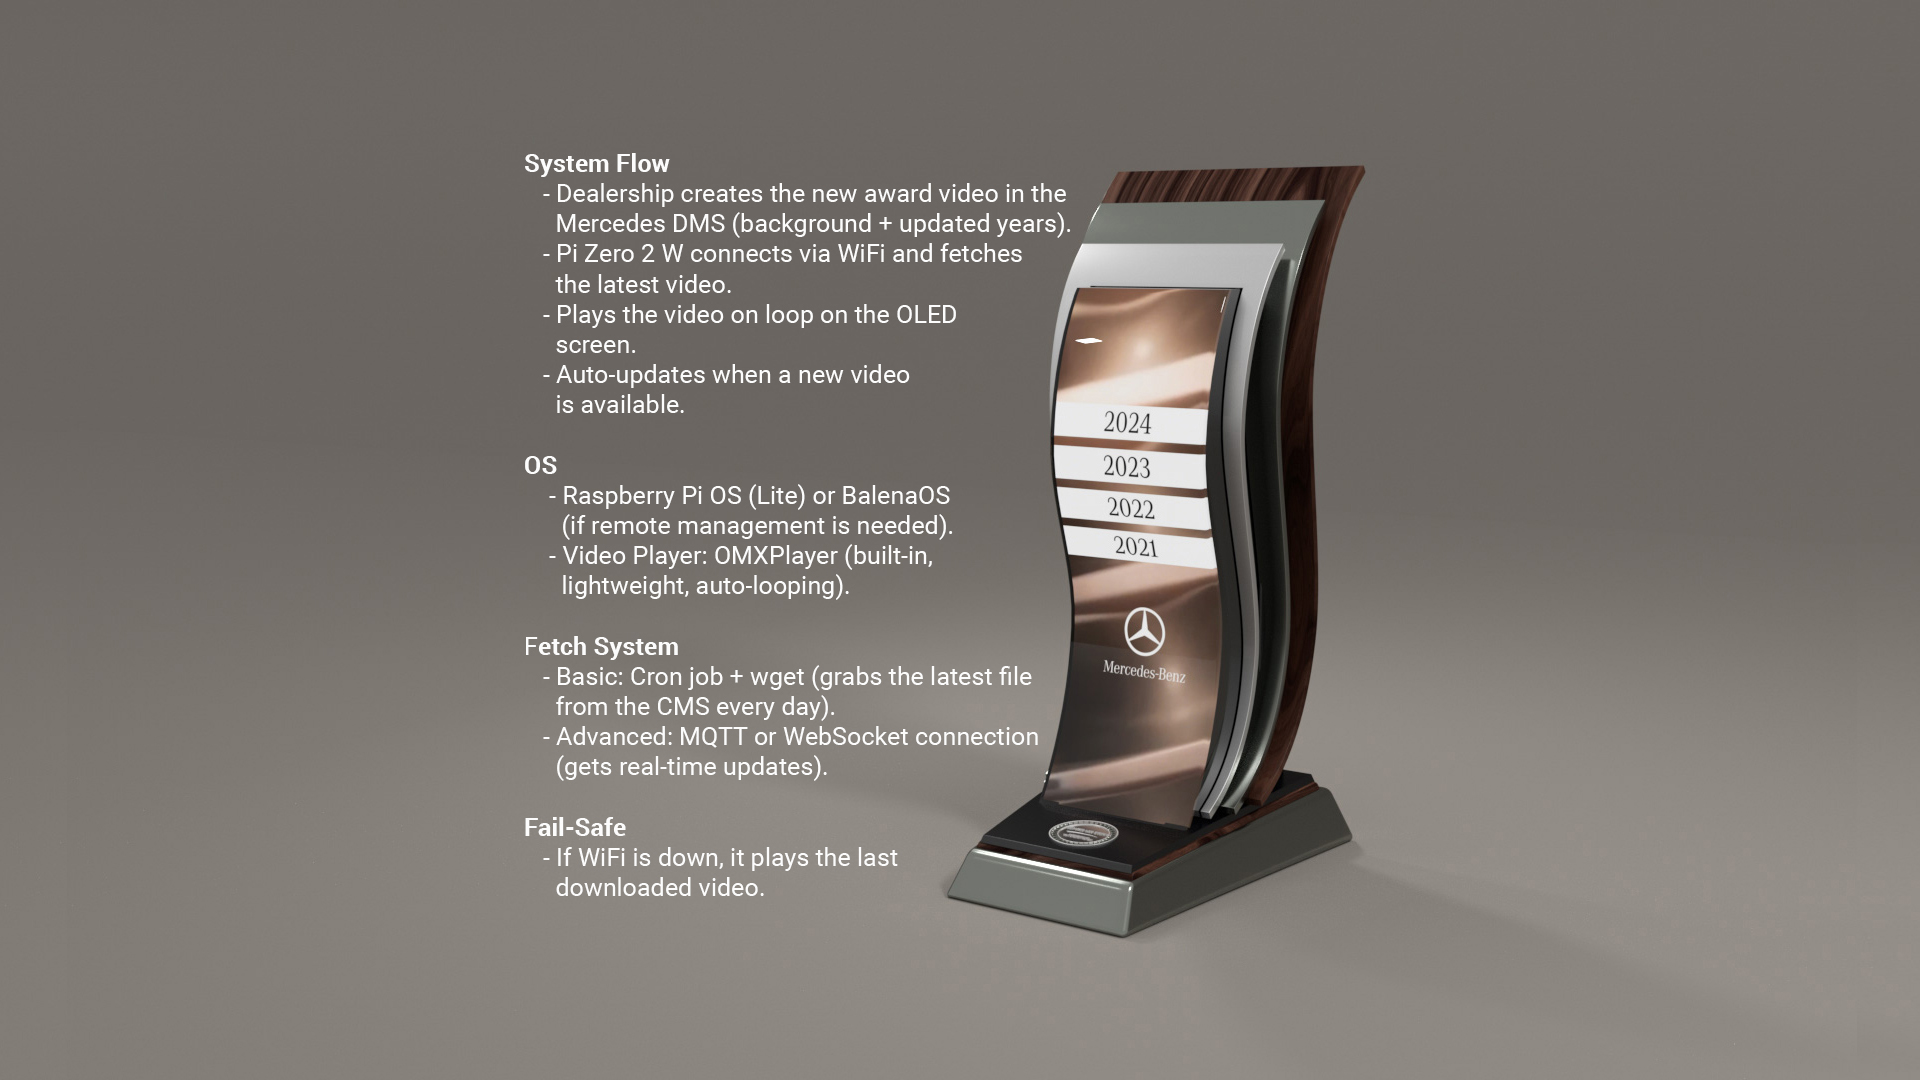 System Flow
- Dealership creates the new award video in the
Mercedes DMS (background + updated years).
- Pi Zero 2 W connects via WiFi and fetches
the latest video.
- Plays the video on loop on the OLED
screen.
- Auto-updates when a new video
is available.
OS
- Raspberry Pi OS (Lite) or BalenaOS
(if remote management is needed).
- Video Player: OMXPlayer (built-in,
lightweight, auto-looping).
Fetch System
- Basic: Cron job + wget (grabs the latest file
from the CMS every day).
- Advanced: MQTT or WebSocket connection
(gets real-time updates).
Fail-Safe
- If WiFi is down, it plays the last
downloaded video.
2024
2023
2022
2021
Mercedes-Benz